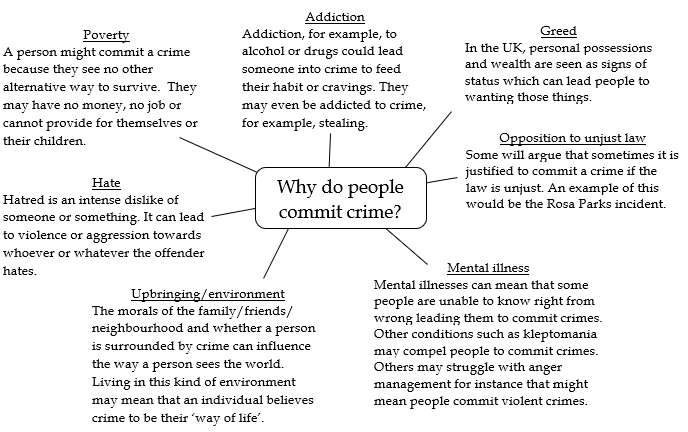 Addiction
Addiction, for example, to
alcohol or drugs could lead
someone into crime to feed
their habit or cravings. They
may even be addicted to crime,
for example, stealing.
Poverty
A person might commit a crime
because they see no other
alternative way to survive.  They
may have no money, no job or
cannot provide for themselves or
their children.
Greed
In the UK, personal possessions
and wealth are seen as signs of
status which can lead people to
wanting those things.
Opposition to unjust law
Some will argue that sometimes it is
justified to commit a crime if the
law is unjust. An example of this
would be the Rosa Parks incident.
Hate
Hatred is an intense dislike of
someone or something. It can lead
to violence or aggression towards
whoever or whatever the offender
hates.
Why do people
commit crime?
Upbringing/environment
The morals of the family/friends/
neighbourhood and whether a person
is surrounded by crime can influence
the way a person sees the world.
Living in this kind of environment
may mean that an individual believes
crime to be their ‘way of life’.
Mental illness
Mental illnesses can mean that some
people are unable to know right from
wrong leading them to commit crimes.
Other conditions such as kleptomania
may compel people to commit crimes.
Others may struggle with anger
management for instance that might
mean people commit violent crimes.